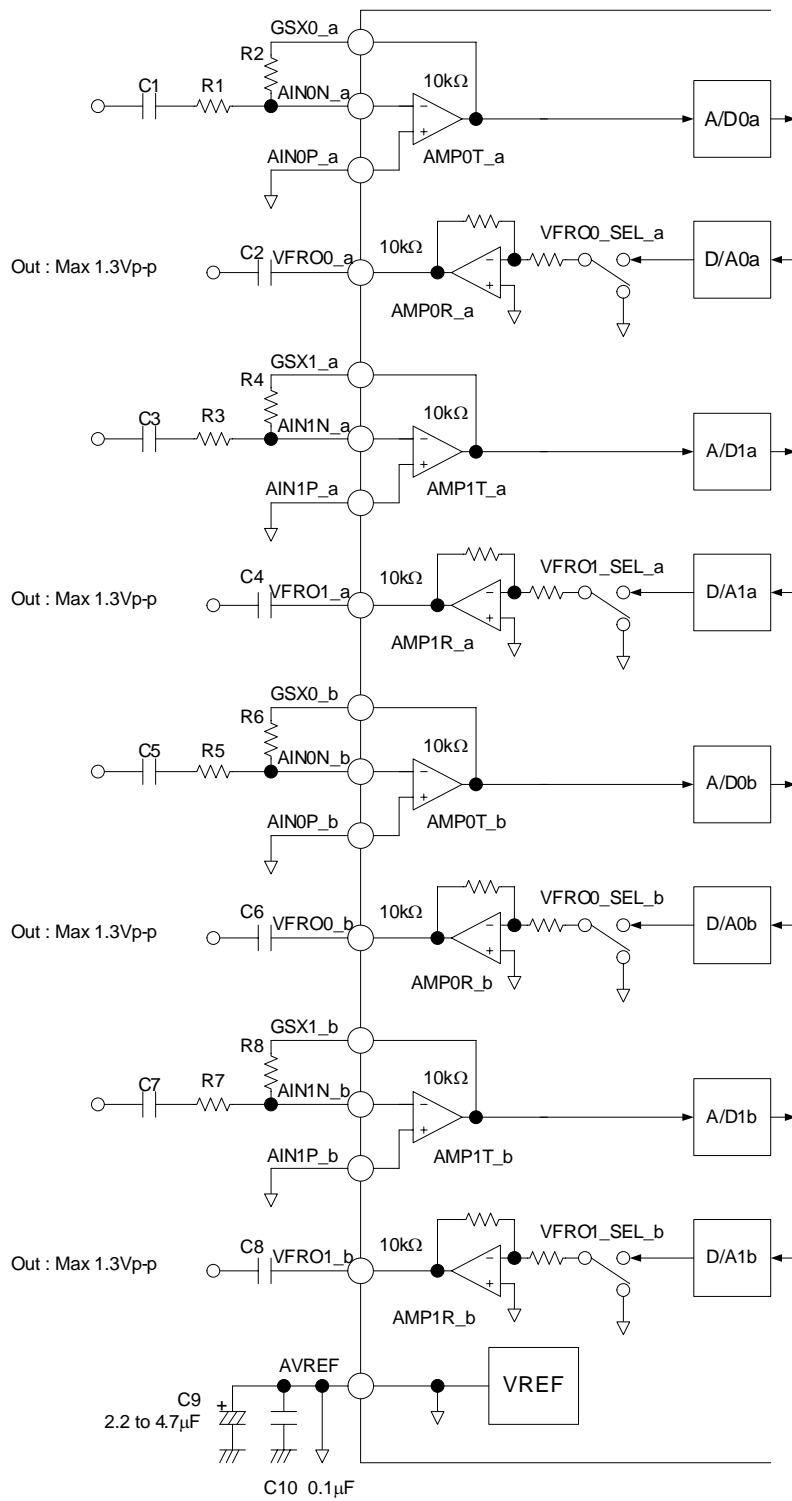 GSX0_a
R2
10kΩ
C1
R1
AIN0N_a
A/D0a
AIN0P_a
AMP0T_a
VFRO0_SEL_a
C2
10kΩ
Out : Max 1.3Vp-p
VFRO0_a
D/A0a
AMP0R_a
GSX1_a
R4
10kΩ
C3
R3
AIN1N_a
A/D1a
AIN1P_a
AMP1T_a
VFRO1_SEL_a
C4
10kΩ
Out : Max 1.3Vp-p
VFRO1_a
D/A1a
AMP1R_a
GSX0_b
R6
10kΩ
C5
R5
AIN0N_b
A/D0b
AIN0P_b
AMP0T_b
VFRO0_SEL_b
C6
10kΩ
Out : Max 1.3Vp-p
VFRO0_b
D/A0b
AMP0R_b
GSX1_b
R8
10kΩ
C7
R7
AIN1N_b
A/D1b
AIN1P_b
AMP1T_b
VFRO1_SEL_b
C8
10kΩ
Out : Max 1.3Vp-p
VFRO1_b
D/A1b
AMP1R_b
AVREF
VREF
C9
+
2.2 to 4.7μF
C10 0.1μF